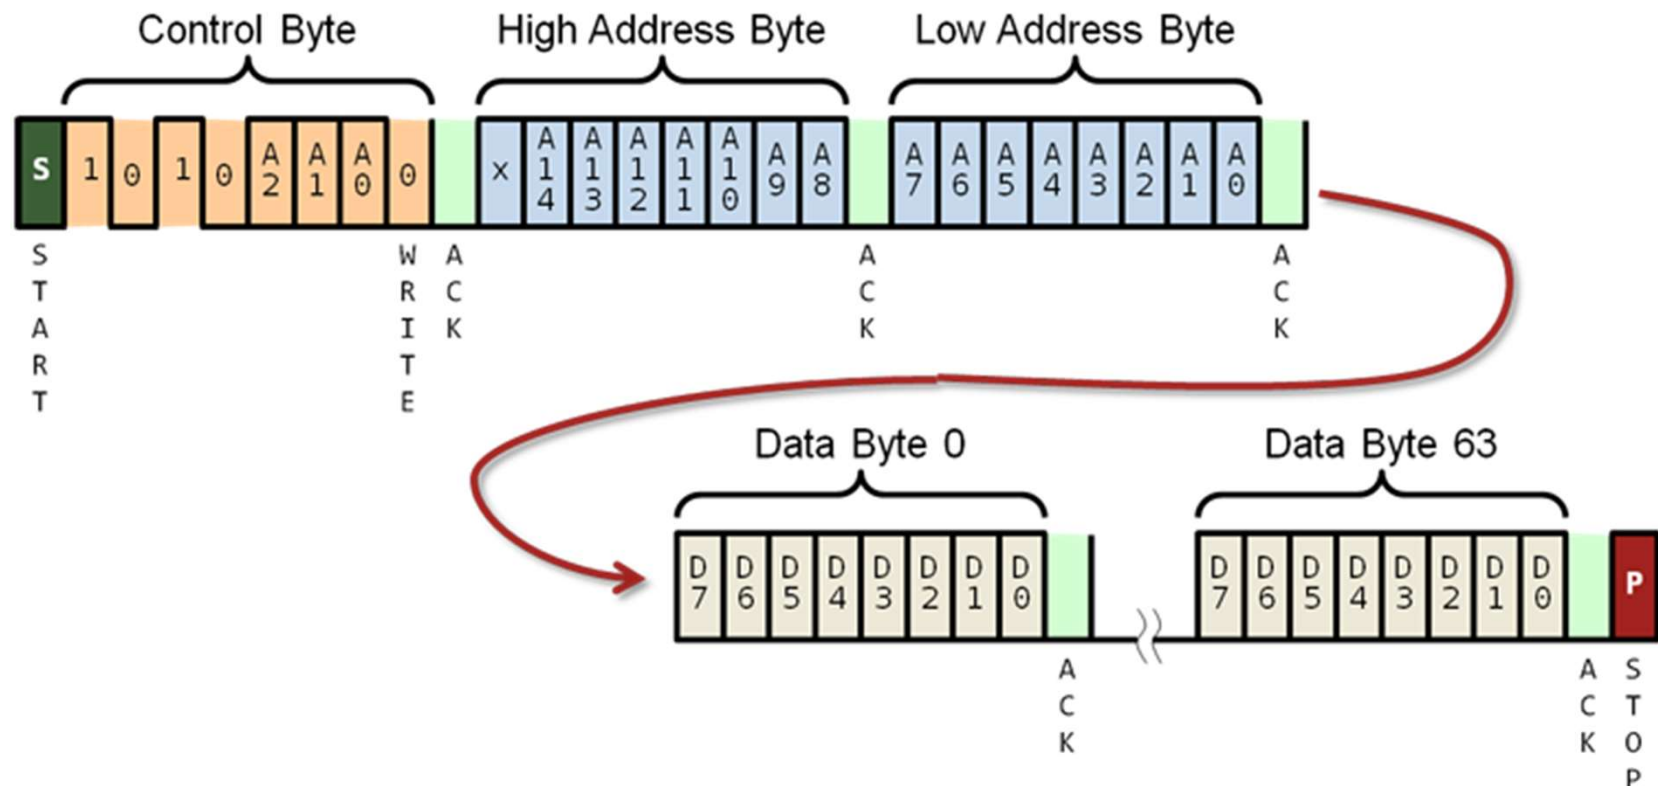 Control Byte High Address Byte Low Address Byte
S 1 0 1 0 A2 A1 A0 0 x A14 A13 A12 A11 A10 A9 A8 A7 A6 A5 A4 A3 A2 A1 A0
START WRITE ACK ACK ACK
Data Byte 0 Data Byte 63
D7 D6 D5 D4 D3 D2 D1 D0 D7 D6 D5 D4 D3 D2 D1 D0 P
ACK ACK STOP